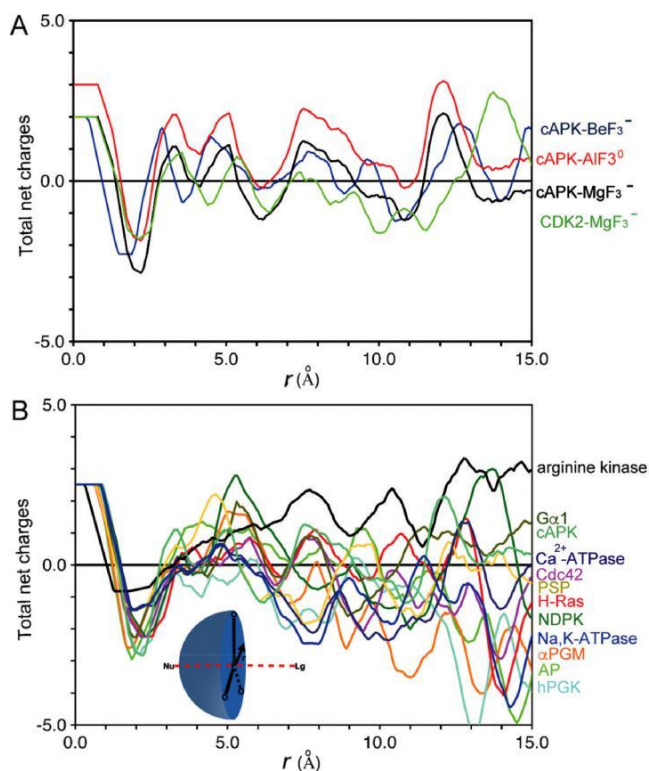 A
5.0
0.0
-5.0
Total net charges
0.0 5.0 10.0 15.0
r (Å)
cAPK-BeF₃⁻
cAPK-AlF3⁰
cAPK-MgF₃⁻
CDK2-MgF₃⁻
B
5.0
0.0
-5.0
Total net charges
0.0 5.0 10.0 15.0
r (Å)
arginine kinase
Gα1
cAPK
Ca²⁺-ATPase
Cdc42
PSP
H-Ras
NDPK
Na,K-ATPase
αPGM
AP
hPGK
Nu Lg